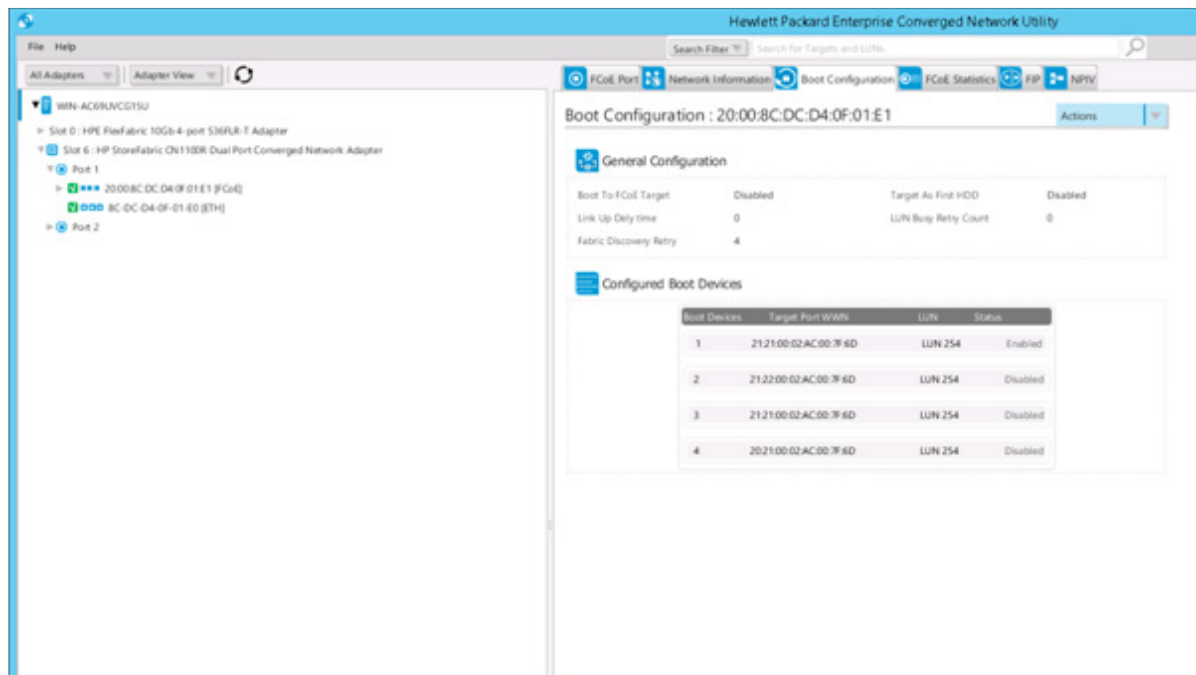 Hewlett Packard Enterprise Converged Network Utility
File Help
Search Filter Search for Targets and LUNs.
All Adapters Adapter View
FCoE Port Network Information Boot Configuration FCoE Statistics FIP NPIV
WIN-AC69UVCG15U
Slot 0 : HPE FlexFabric 10Gb 4-port 536FLR-T Adapter
Slot 6 : HP StoreFabric CN1100R Dual Port Converged Network Adapter
Port 1
20:00:8C:DC:D4:0F:01:E1 [FCoE]
8C-DC-D4-0F-01-E0 [ETH]
Port 2
Boot Configuration : 20:00:8C:DC:D4:0F:01:E1 Actions
General Configuration
Boot To FCoE Target Disabled Target As First HDD Disabled
Link Up Dely time 0 LUN Busy Retry Count 0
Fabric Discovery Retry 4
Configured Boot Devices
Boot Devices Target Port WWN LUN Status
1 21:21:00:02:AC:00:7F:6D LUN 254 Enabled
2 21:22:00:02:AC:00:7F:6D LUN 254 Disabled
3 21:21:00:02:AC:00:7F:6D LUN 254 Disabled
4 20:21:00:02:AC:00:7F:6D LUN 254 Disabled